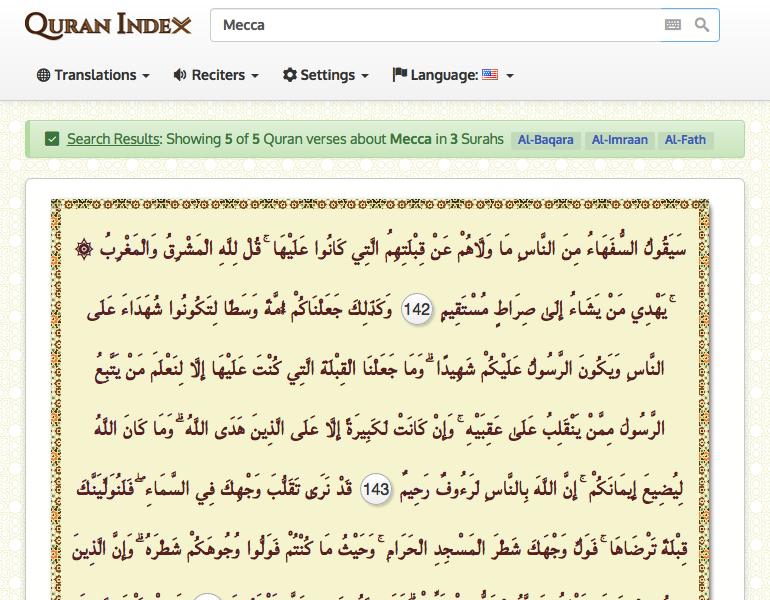 QURAN INDEX
Mecca
Translations
Reciters
Settings
Language:
Search Results: Showing 5 of 5 Quran verses about Mecca in 3 Surahs Al-Baqara Al-Imraan Al-Fath
سَيَقُولُ السُّفَهَاءُ مِنَ النَّاسِ مَا وَلَّاهُمْ عَنْ قِبْلَتِهِمُ الَّتِي كَانُوا عَلَيْهَا ۚ قُلْ لِلَّهِ الْمَشْرِقُ وَالْمَغْرِبُ ۞
ۚ يَهْدِي مَنْ يَشَاءُ إِلَىٰ صِرَاطٍ مُسْتَقِيمٍ 142 وَكَذَٰلِكَ جَعَلْنَاكُمْ أُمَّةً وَسَطًا لِتَكُونُوا شُهَدَاءَ عَلَى
النَّاسِ وَيَكُونَ الرَّسُولُ عَلَيْكُمْ شَهِيدًا ۗ وَمَا جَعَلْنَا الْقِبْلَةَ الَّتِي كُنْتَ عَلَيْهَا إِلَّا لِنَعْلَمَ مَنْ يَتَّبِعُ
الرَّسُولَ مِمَّنْ يَنْقَلِبُ عَلَىٰ عَقِبَيْهِ ۚ وَإِنْ كَانَتْ لَكَبِيرَةً إِلَّا عَلَى الَّذِينَ هَدَى اللَّهُ ۗ وَمَا كَانَ اللَّهُ
لِيُضِيعَ إِيمَانَكُمْ ۚ إِنَّ اللَّهَ بِالنَّاسِ لَرَءُوفٌ رَحِيمٌ 143 قَدْ نَرَىٰ تَقَلُّبَ وَجْهِكَ فِي السَّمَاءِ ۖ فَلَنُوَلِّيَنَّكَ
قِبْلَةً تَرْضَاهَا ۚ فَوَلِّ وَجْهَكَ شَطْرَ الْمَسْجِدِ الْحَرَامِ ۚ وَحَيْثُ مَا كُنْتُمْ فَوَلُّوا وُجُوهَكُمْ شَطْرَهُ ۗ وَإِنَّ الَّذِينَ